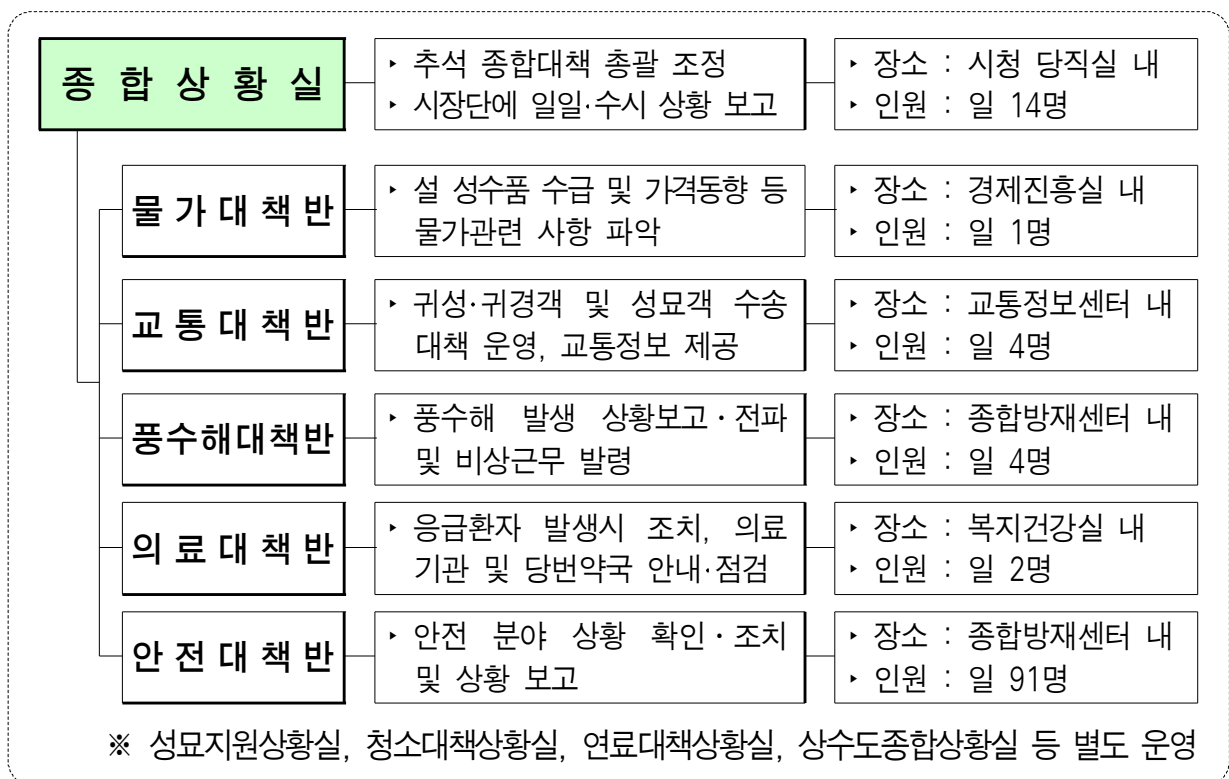 종 합 상 황 실
‣ 추석 종합대책 총괄 조정
‣ 시장단에 일일·수시 상황 보고
‣ 장소 : 시청 당직실 내
‣ 인원 : 일 14명
물 가 대 책 반
‣ 설 성수품 수급 및 가격동향 등
물가관련 사항 파악
‣ 장소 : 경제진흥실 내
‣ 인원 : 일 1명
교 통 대 책 반
‣ 귀성·귀경객 및 성묘객 수송
대책 운영, 교통정보 제공
‣ 장소 : 교통정보센터 내
‣ 인원 : 일 4명
풍수해대책반
‣ 풍수해 발생 상황보고·전파
및 비상근무 발령
‣ 장소 : 종합방재센터 내
‣ 인원 : 일 4명
의 료 대 책 반
‣ 응급환자 발생시 조치, 의료
기관 및 당번약국 안내·점검
‣ 장소 : 복지건강실 내
‣ 인원 : 일 2명
안 전 대 책 반
‣ 안전 분야 상황 확인·조치
및 상황 보고
‣ 장소 : 종합방재센터 내
‣ 인원 : 일 91명
※ 성묘지원상황실, 청소대책상황실, 연료대책상황실, 상수도종합상황실 등 별도 운영